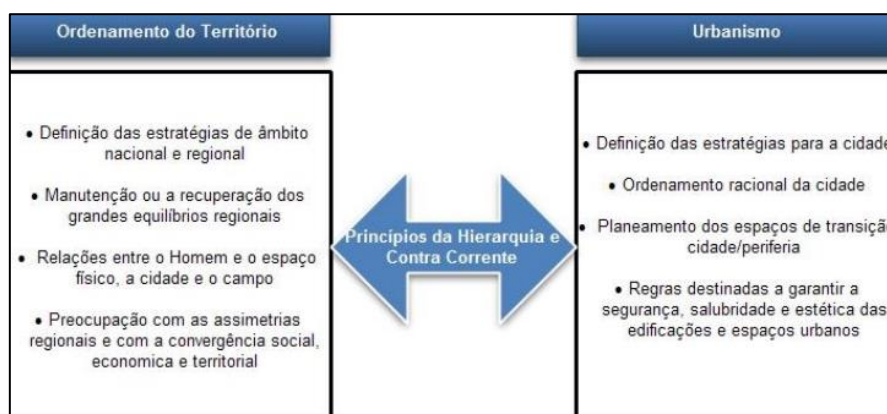 Ordenamento do Território
• Definição das estratégias de âmbito
nacional e regional
• Manutenção ou a recuperação dos
grandes equilíbrios regionais
• Relações entre o Homem e o espaço
físico, a cidade e o campo
• Preocupação com as assimetrias
regionais e com a convergência social,
economica e territorial
Princípios da Hierarquia e
Contra Corrente
Urbanismo
• Definição das estratégias para a cidade
• Ordenamento racional da cidade
• Planeamento dos espaços de transiçã
cidade/periferia
• Regras destinadas a garantir a
segurança, salubridade e estética das
edificações e espaços urbanos